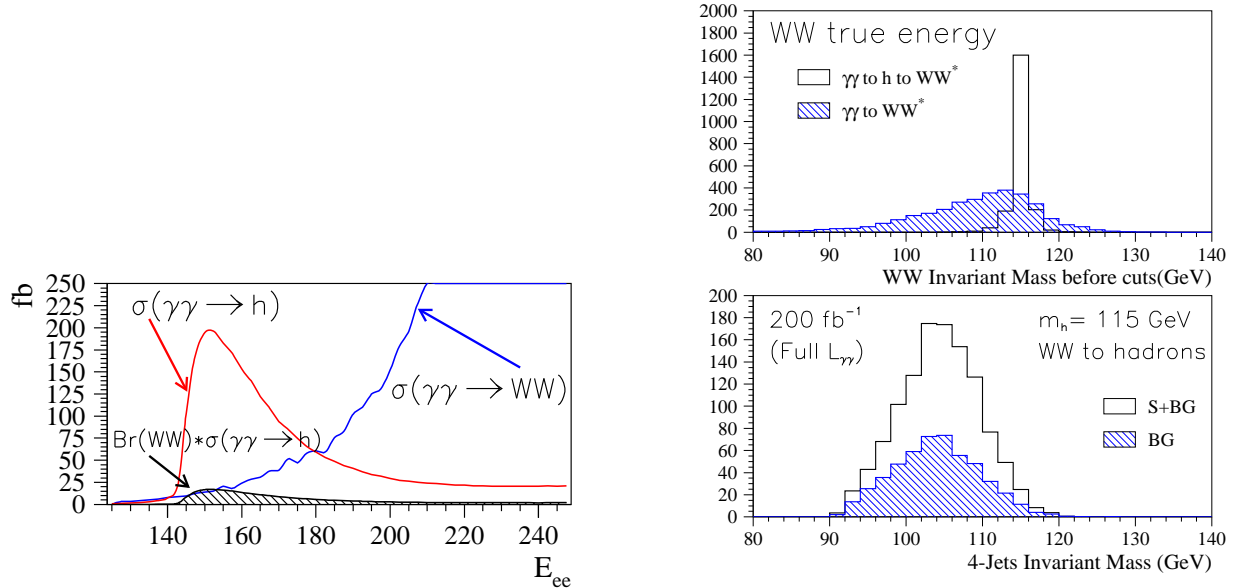 fb
250
225
200
175
150
125
100
75
50
25
0
σ(γγ → h)
σ(γγ → WW)
Br(WW)*σ(γγ → h)
140 160 180 200 220 240
E_ee
2000
1800
1600
1400
1200
1000
800
600
400
200
0
WW true energy
γγ to h to WW*
γγ to WW*
80 90 100 110 120 130 140
WW Invariant Mass before cuts(GeV)
200
180
160
140
120
100
80
60
40
20
0
200 fb⁻¹
(Full L_γγ)
m_h= 115 GeV
WW to hadrons
S+BG
BG
80 90 100 110 120 130 140
4-Jets Invariant Mass (GeV)